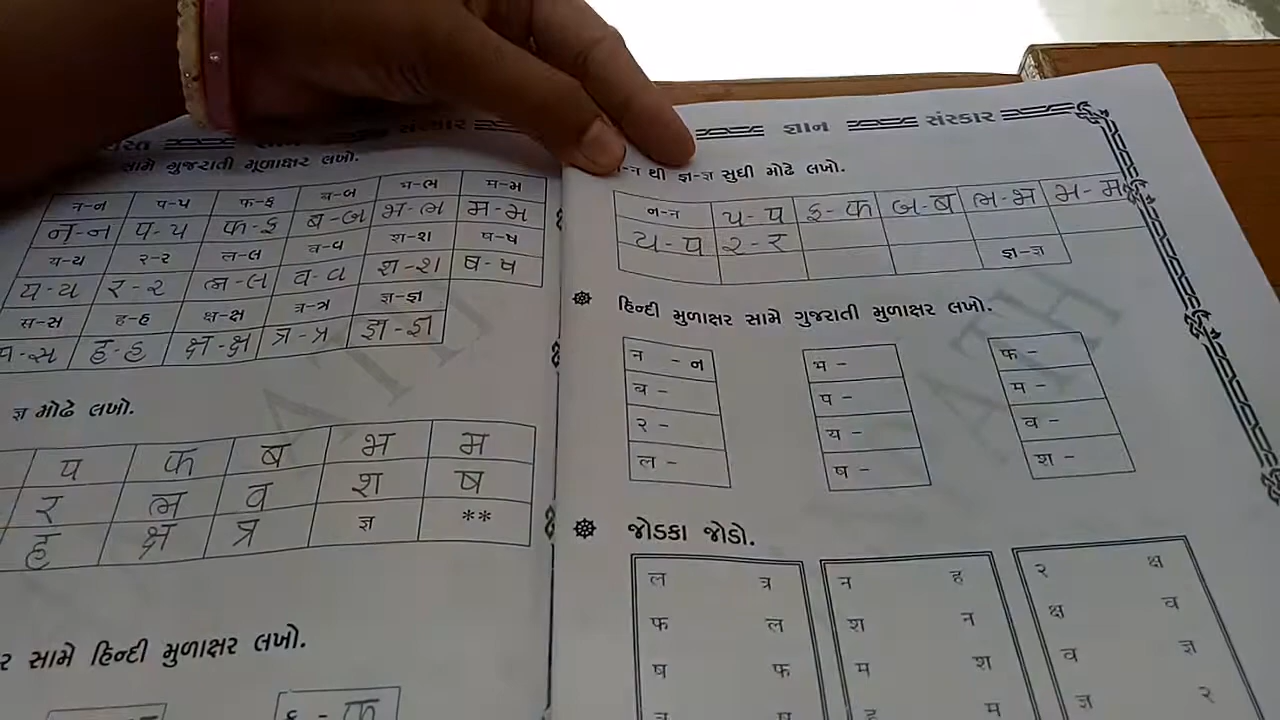 સંસ્કાર
સામે ગુજરાતી મૂળાક્ષર લખો.
न-ન प-પ फ-ફ ब-બ भ-ભ म-મ
न-ન प-પ फ-ફ ब-બ भ-ભ म-મ
य-ય र-ર ल-લ व-વ श-શ ष-ષ
य-ય र-ર ल-લ व-વ श-શ ष-ષ
स-સ ह-હ क्ष-ક્ષ त्र-ત્ર ज्ञ-જ્ઞ
ह-હ क्ष-ક્ષ त्र-ત્ર ज्ञ-જ્ઞ
ज्ञ મોઢે લખો.
प फ ब भ म
र ल व श ष
ह क्ष त्र ज्ञ **
ર સામે હિન્દી મુળાક્ષર લખો.
ફ - फ
જ્ઞાન સંસ્કાર
થી જ્ઞ-ज्ञ સુધી મોઢે લખો.
ન-न પ-प ફ-फ બ-ब ભ-भ મ-म
ય-य ર-र
જ્ઞ-ज्ञ
હિન્દી મુળાક્ષર સામે ગુજરાતી મુળાક્ષર લખો.
न - ન भ - फ -
ब - प - म -
र - य - व -
ल - ष - श -
જોડકા જોડો.
ल त्र न ह र क्ष
फ ल श न क्ष व
ष फ म श व ज्ञ
म ज्ञ र